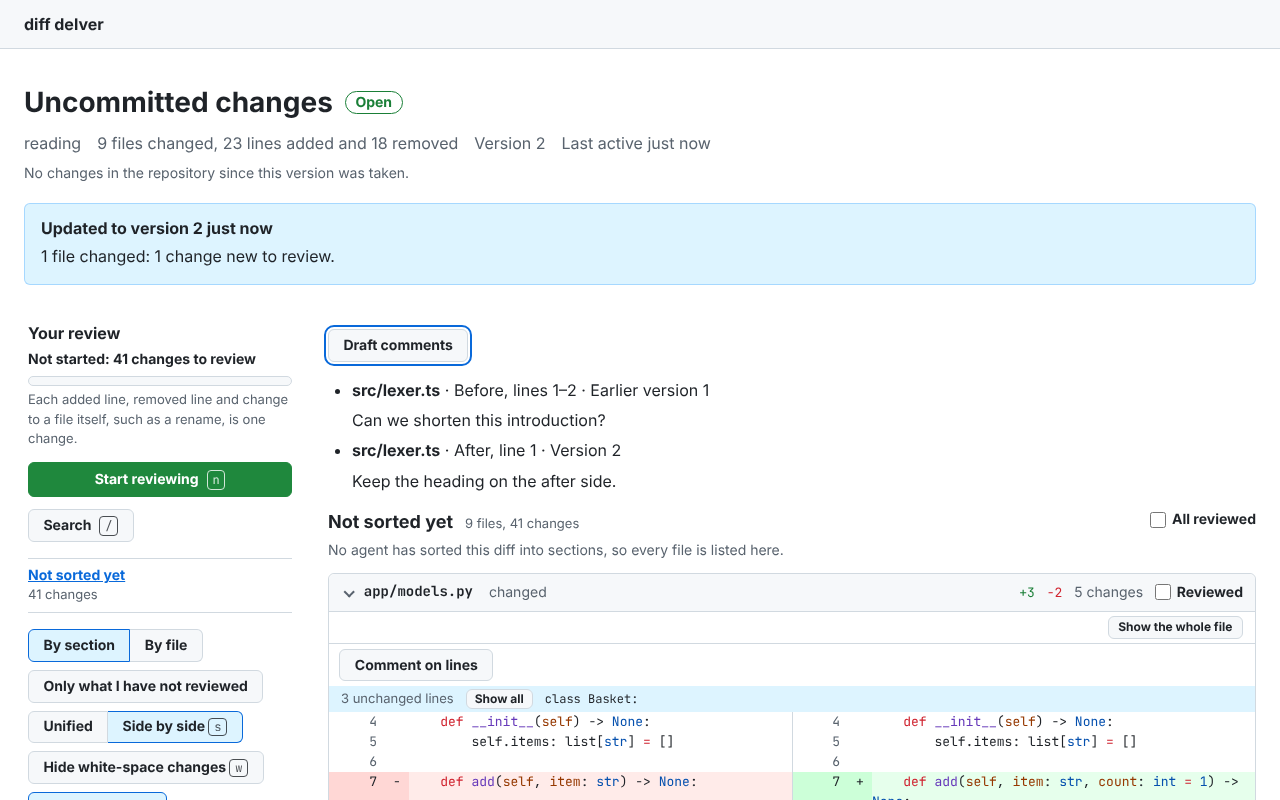 diff delver
Uncommitted changes Open
reading 9 files changed, 23 lines added and 18 removed Version 2 Last active just now
No changes in the repository since this version was taken.
Updated to version 2 just now
1 file changed: 1 change new to review.
Your review
Not started: 41 changes to review
Each added line, removed line and change
to a file itself, such as a rename, is one
change.
Start reviewing n
Search /
Not sorted yet
41 changes
By section By file
Only what I have not reviewed
Unified Side by side s
Hide white-space changes w
Draft comments
src/lexer.ts · Before, lines 1–2 · Earlier version 1
Can we shorten this introduction?
src/lexer.ts · After, line 1 · Version 2
Keep the heading on the after side.
Not sorted yet 9 files, 41 changes All reviewed
No agent has sorted this diff into sections, so every file is listed here.
app/models.py changed +3 -2 5 changes Reviewed
Show the whole file
Comment on lines
3 unchanged lines Show all class Basket:
4 def __init__(self) -> None: 4 def __init__(self) -> None:
5 self.items: list[str] = [] 5 self.items: list[str] = []
6 6
7 - def add(self, item: str) -> None: 7 + def add(self, item: str, count: int = 1) ->